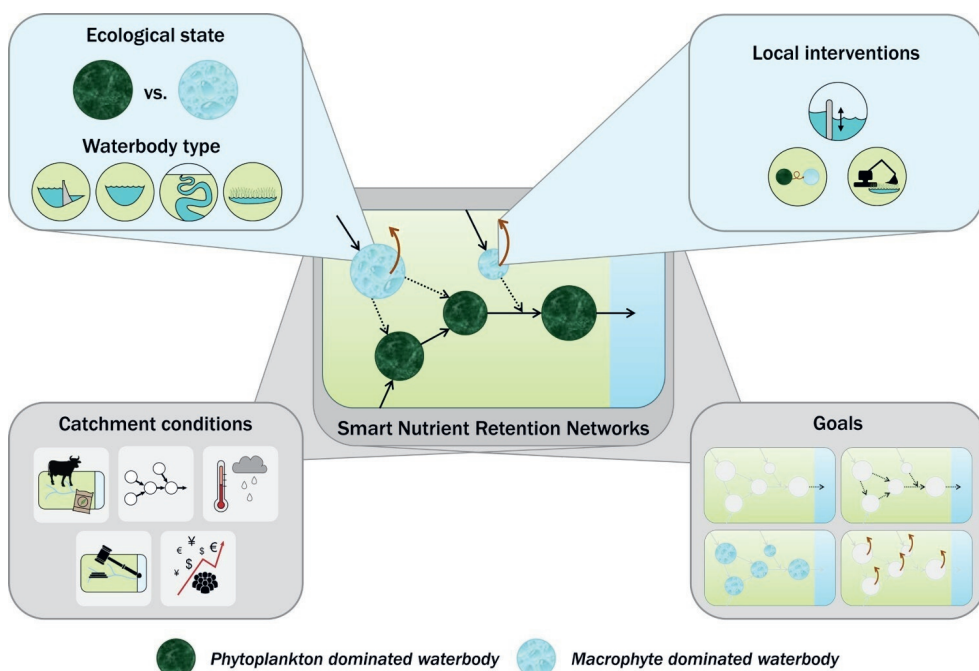 Ecological state
vs.
Waterbody type
Local interventions
Smart Nutrient Retention Networks
Catchment conditions
€ ¥ $ €
¥ $
Goals
Phytoplankton dominated waterbody
Macrophyte dominated waterbody